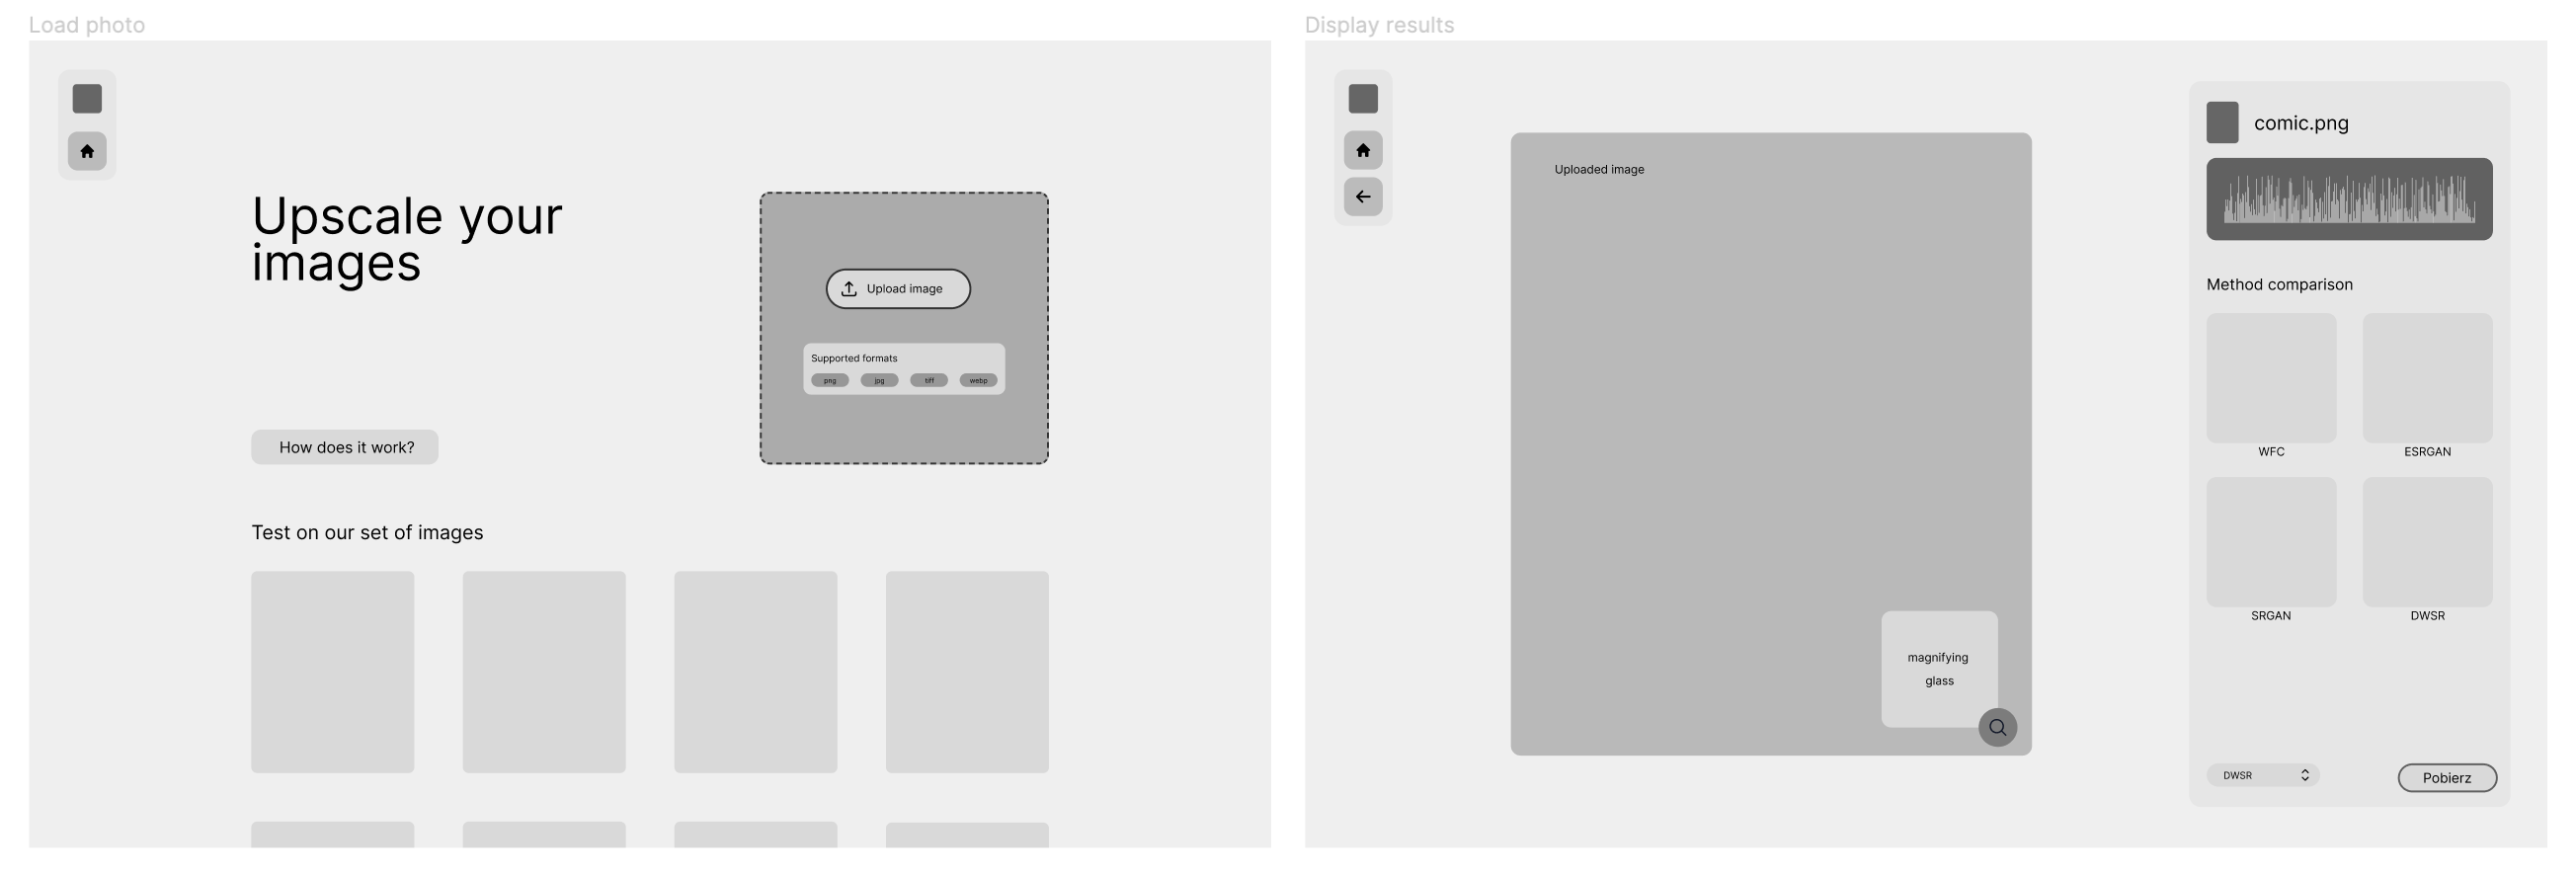 Load photo
Upscale your
images
Upload image
Supported formats
png jpg tiff webp
How does it work?
Test on our set of images
Display results
Uploaded image
magnifying
glass
comic.png
Method comparison
WFC ESRGAN
SRGAN DWSR
DWSR Pobierz